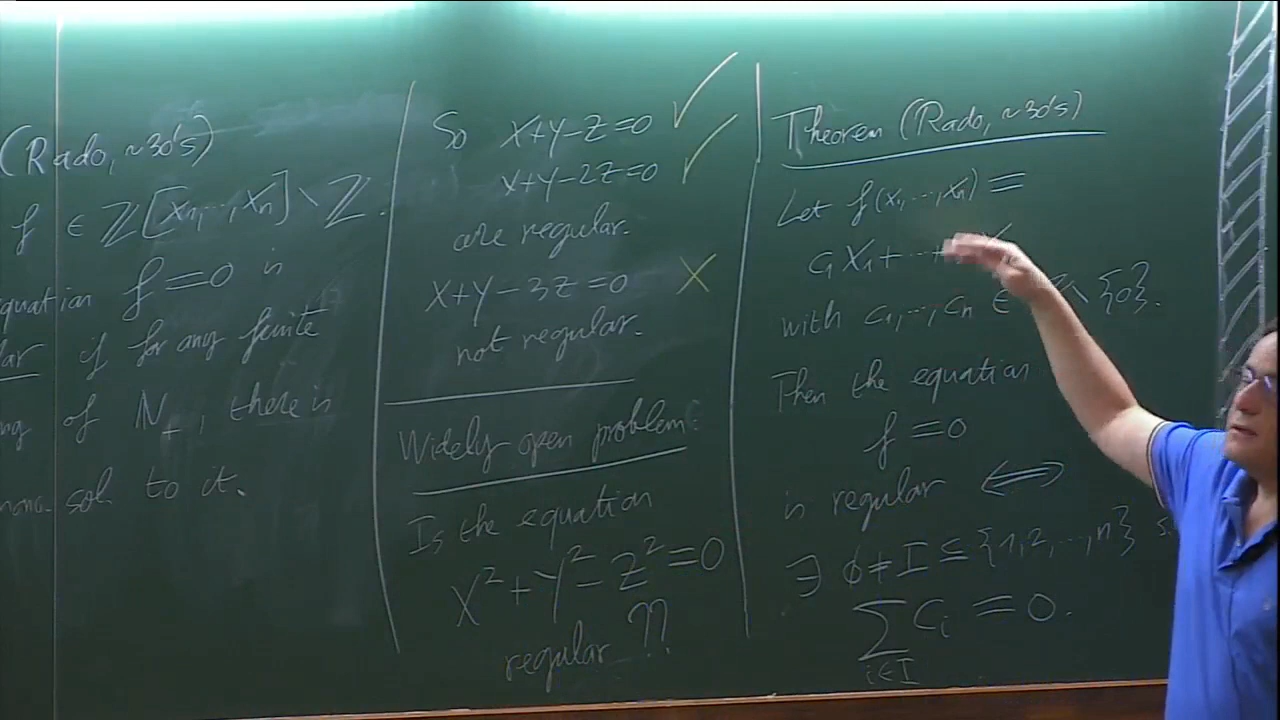 (Rado, ~30's)
f ∈ ℤ[X₁,...,Xₙ] \ ℤ.
f = 0 is
if for any finite
of ℕ₊, there is
sol. to it.
So X+Y-Z=0 ✓
X+Y-2Z=0 ✓
are regular.
X+Y-3Z=0 ✗
not regular.
Widely open problem:
Is the equation
X²+Y²-Z²=0
regular ??
Theorem (Rado, ~30's)
Let f(X₁,...,Xₙ) =
c₁X₁+...+
with c₁,...,cₙ ∈ \ {0}.
Then the equation
f=0
is regular ⟺
∃ ∅≠I⊆{1,2,...,n}
∑ cᵢ = 0.
i∈I